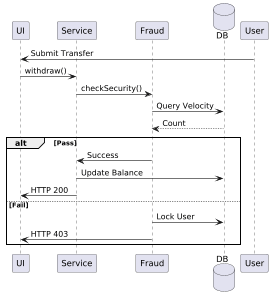 UI Service Fraud DB User
Submit Transfer
withdraw()
checkSecurity()
Query Velocity
Count
alt [Pass]
Success
Update Balance
HTTP 200
[Fail]
Lock User
HTTP 403
UI Service Fraud DB User